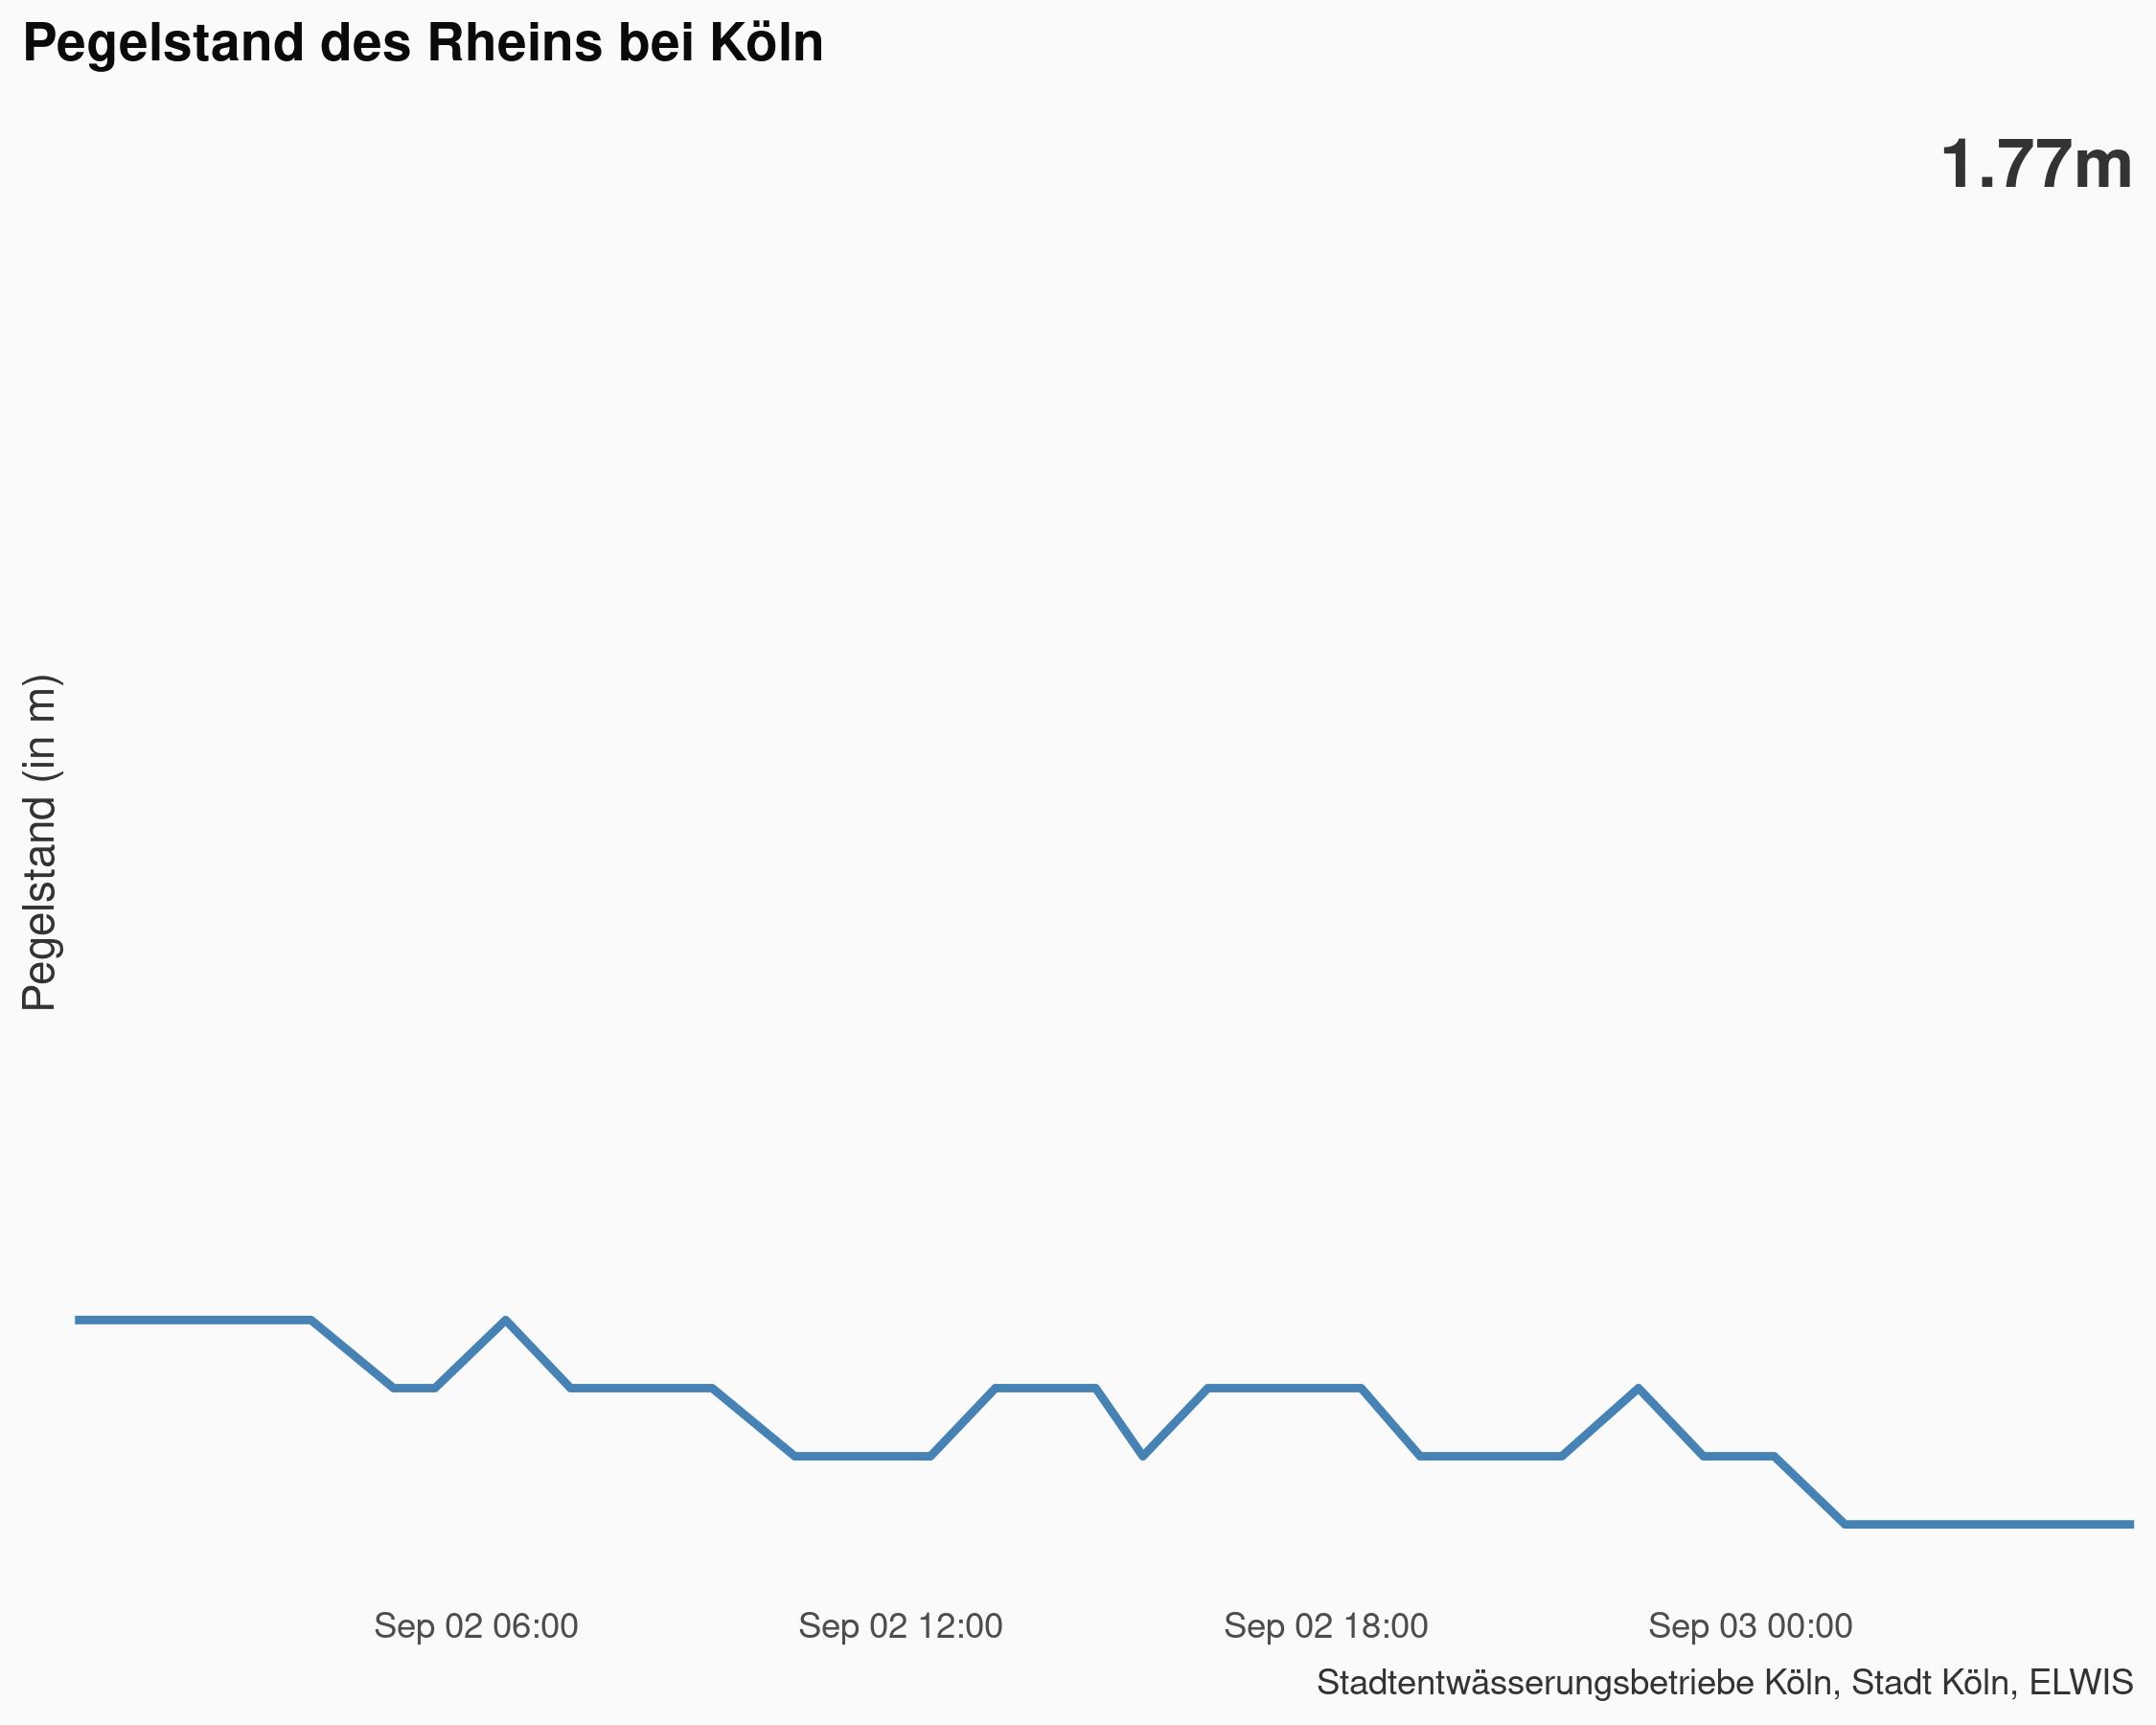 Pegelstand des Rheins bei Köln
1.77m
Pegelstand (in m)
Sep 02 06:00
Sep 02 12:00
Sep 02 18:00
Sep 03 00:00
Stadtentwässerungsbetriebe Köln, Stadt Köln, ELWIS